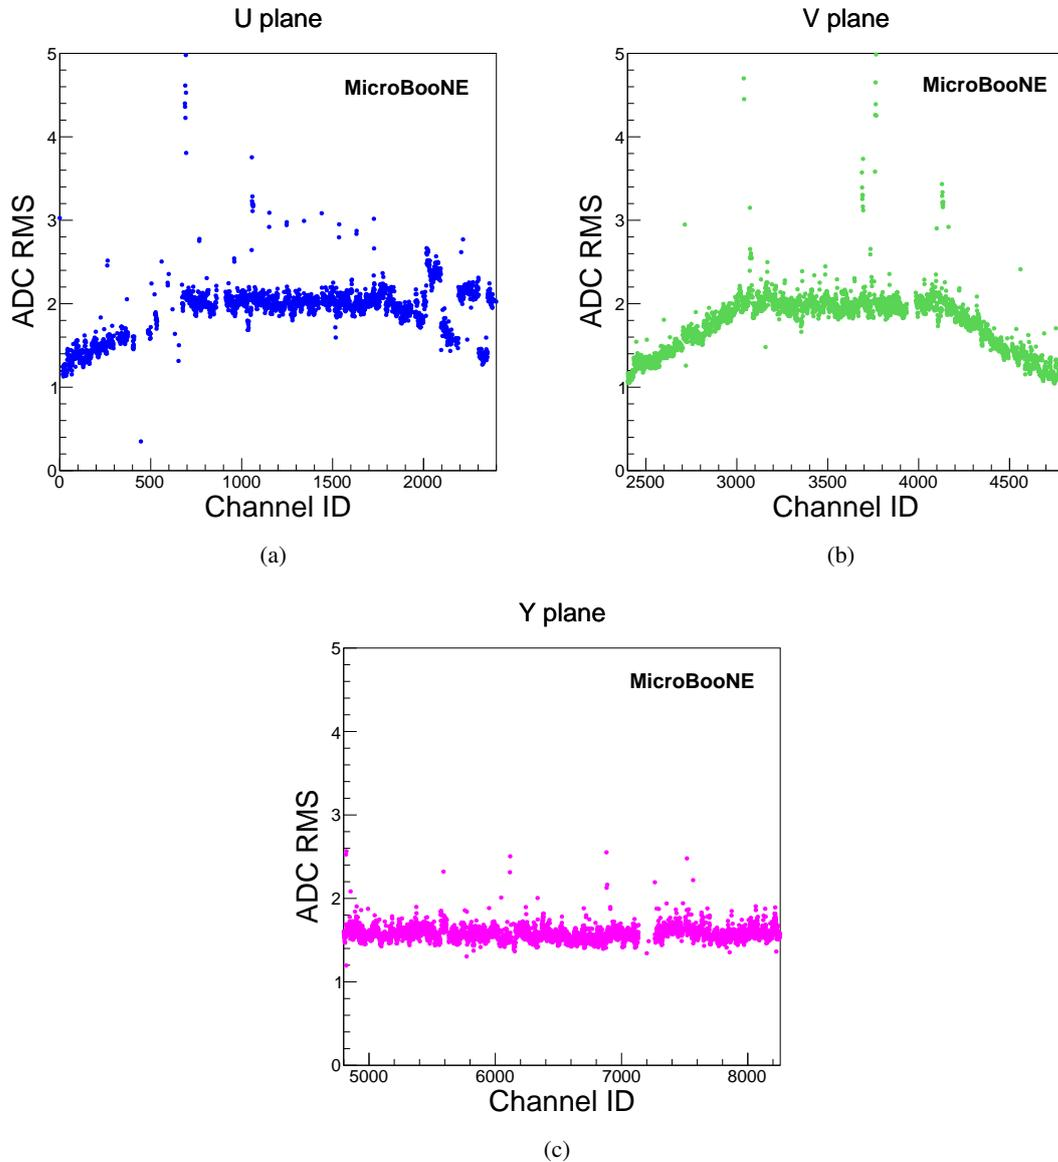 U plane
V plane
5
4
3
2
1
0
ADC RMS
MicroBooNE
0
500
1000
1500
2000
Channel ID
(a)
5
4
3
2
1
0
ADC RMS
MicroBooNE
2500
3000
3500
4000
4500
Channel ID
(b)
Y plane
5
4
3
2
1
0
ADC RMS
MicroBooNE
5000
6000
7000
8000
Channel ID
(c)